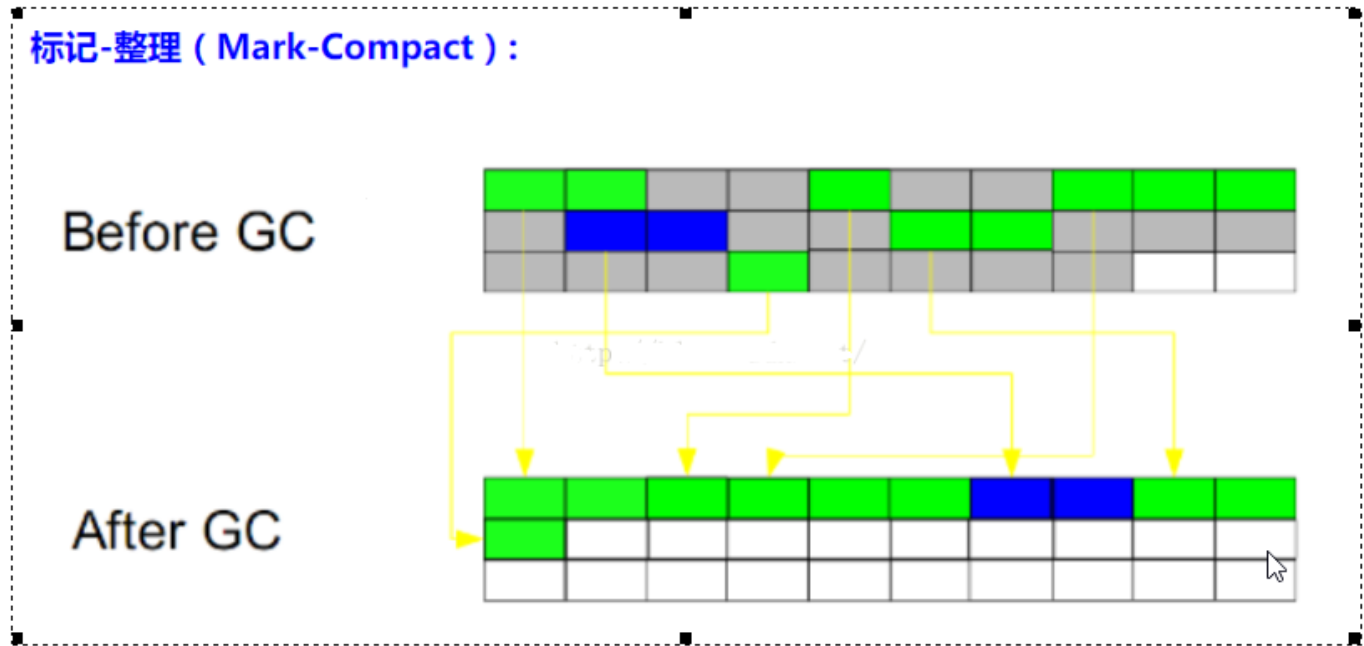 标记-整理（Mark-Compact）:
Before GC
After GC